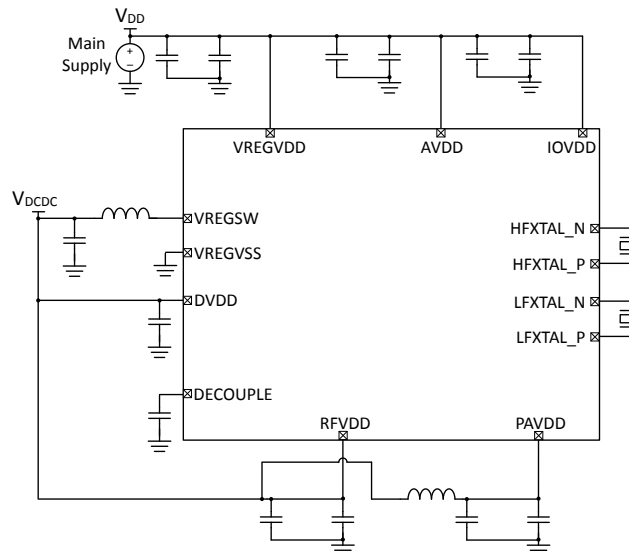 VDD
Main
Supply
+
−
VREGVDD
AVDD
IOVDD
VDCDC
VREGSW
HFXTAL_N
VREGVSS
HFXTAL_P
DVDD
LFXTAL_N
LFXTAL_P
DECOUPLE
RFVDD
PAVDD